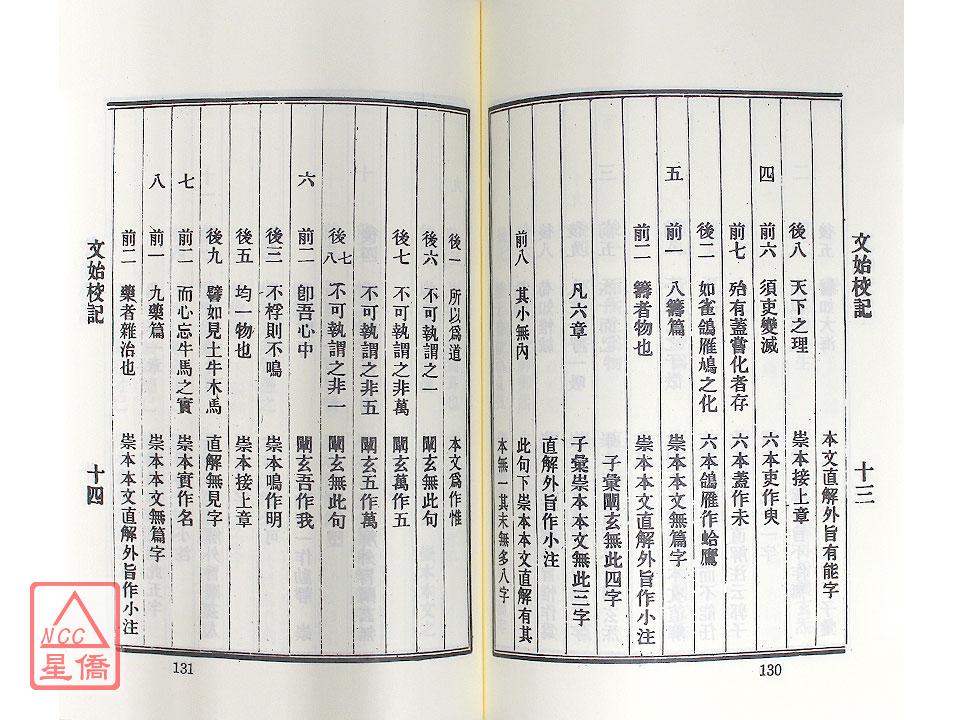 文始校記 十三
本文直解外旨有能字
後八 天下之理 崇本接上章
四 前六 須吏變滅 六本吏作臾
前七 殆有蓋嘗化者存 六本蓋作未
後二 如雀鴿雁鳩之化 六本鴿雁作蛤鷹
五 前一 八籌篇 崇本本文無篇字
前二 籌者物也 崇本本文直解外旨作小注
子彙闡玄無此四字
凡六章 子彙崇本本文無此三字
直解外旨作小注
前八 其小無內 此句下崇本本文直解有其
本無一其末無多八字
130
後一 所以爲道 本文爲作惟
後六 不可執謂之一 闡玄無此句
後七 不可執謂之非萬 闡玄萬作五
不可執謂之非五 闡玄五作萬
後七八 不可執謂之非一 闡玄無此句
六 前二 卽吾心中 闡玄吾作我
後三 不桴則不鳴 崇本鳴作明
後五 均一物也 崇本接上章
後九 譬如見土牛木馬 直解無見字
七 前二 而心忘牛馬之實 崇本實作名
八 前一 九藥篇 崇本本文無篇字
前二 藥者雜治也 崇本本文直解外旨作小注
文始校記 十四
131
NCC
星僑